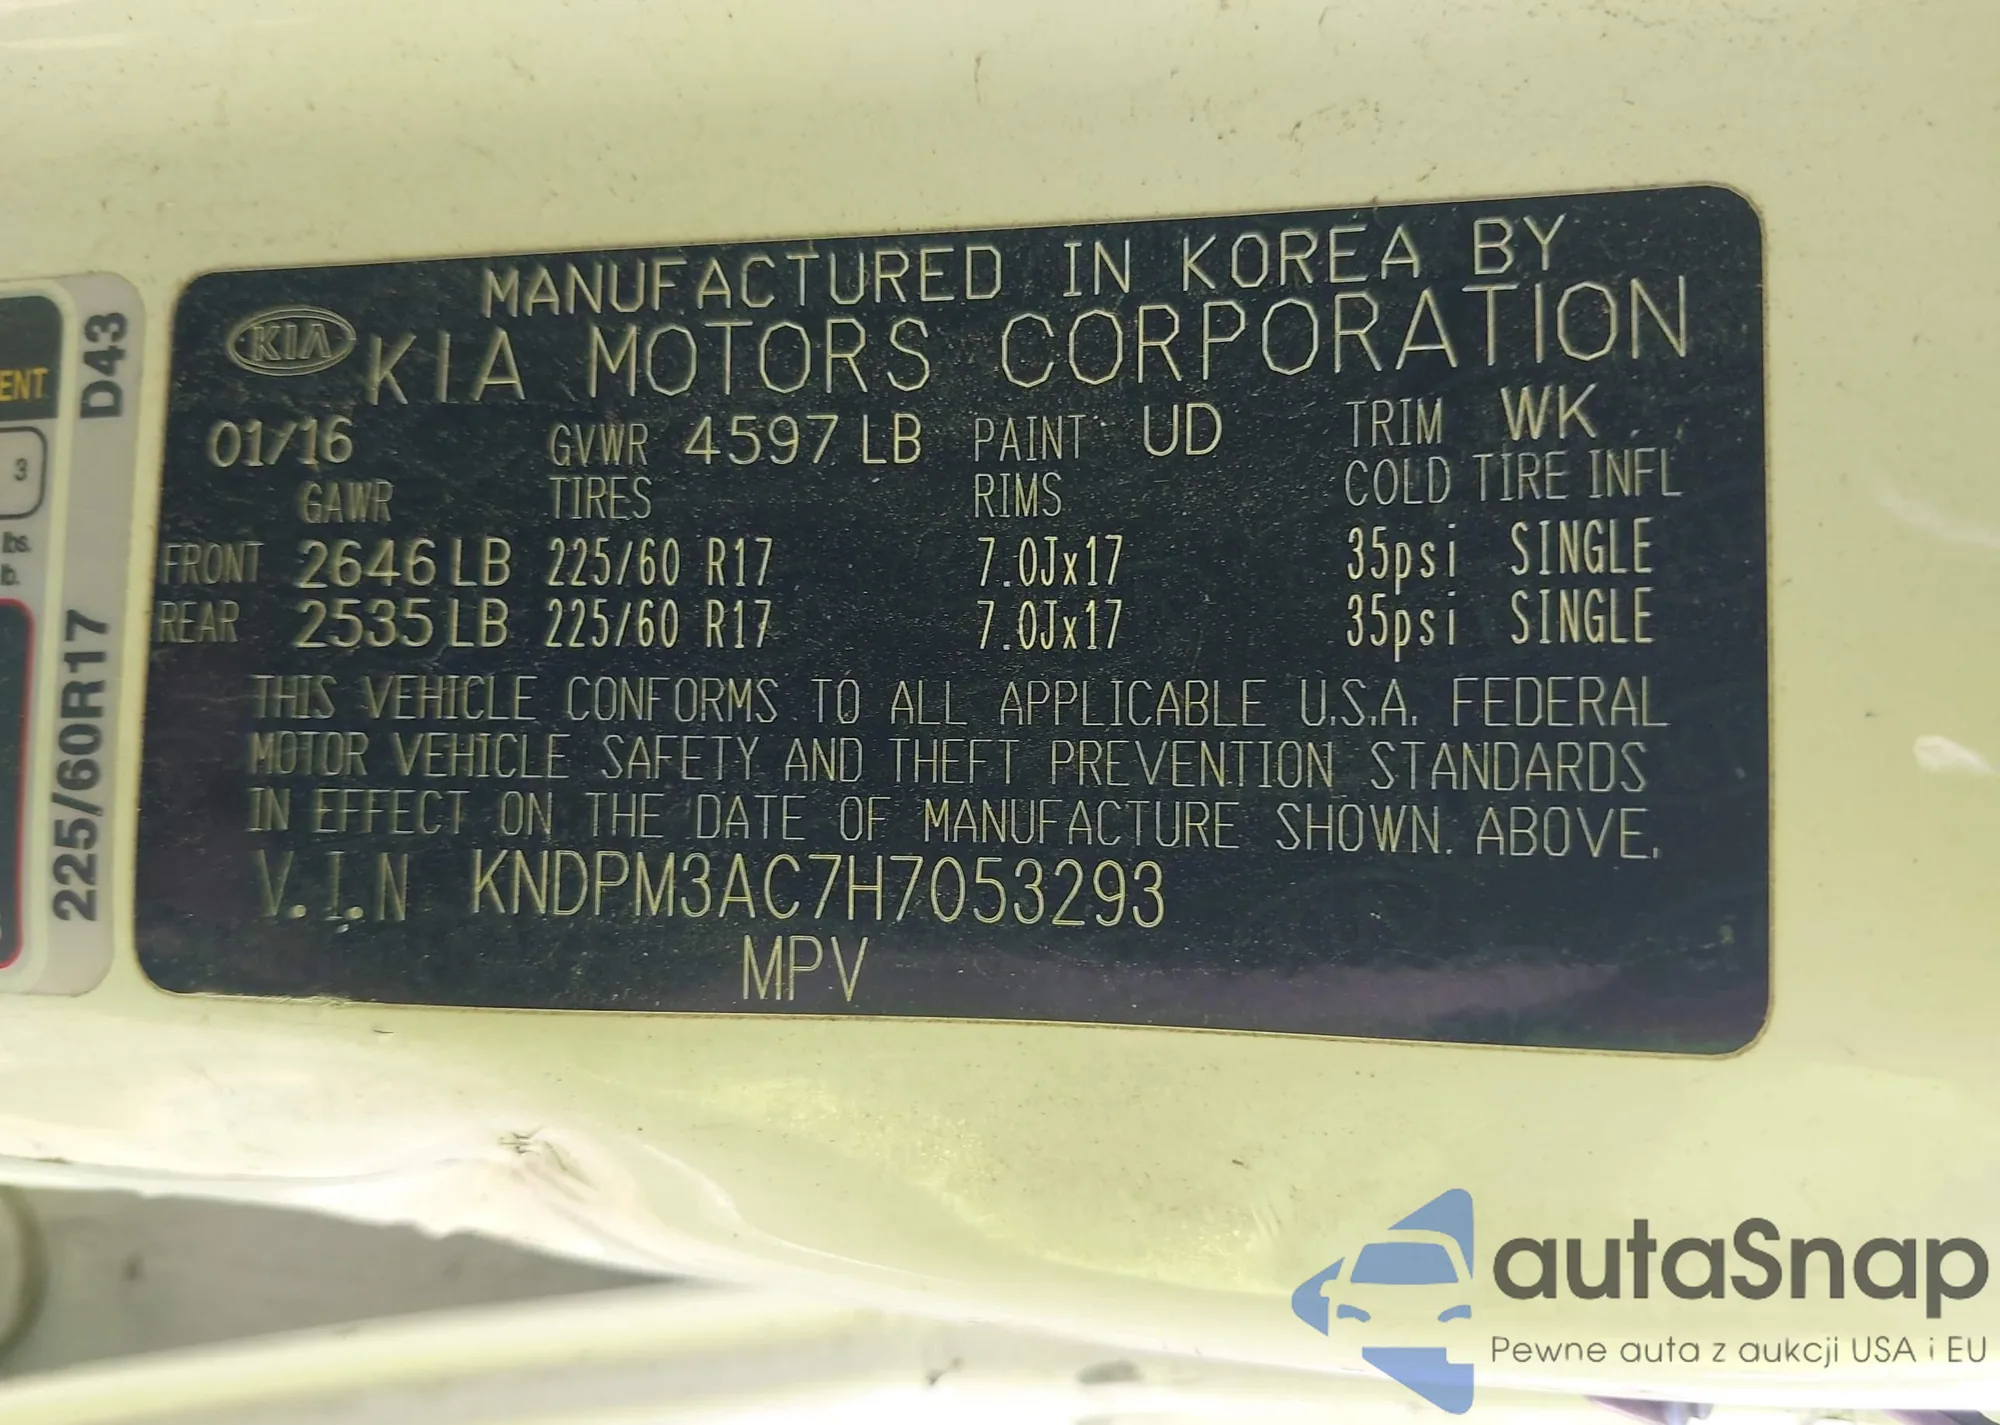 MANUFACTURED IN KOREA BY
KIA KIA MOTORS CORPORATION
01/16 GVWR 4597 LB PAINT UD TRIM WK
GAWR TIRES RIMS COLD TIRE INFL
FRONT 2646 LB 225/60 R17 7.0Jx17 35psi SINGLE
REAR 2535 LB 225/60 R17 7.0Jx17 35psi SINGLE
THIS VEHICLE CONFORMS TO ALL APPLICABLE U.S.A. FEDERAL
MOTOR VEHICLE SAFETY AND THEFT PREVENTION STANDARDS
IN EFFECT ON THE DATE OF MANUFACTURE SHOWN. ABOVE.
V.I.N KNDPM3AC7H7053293
MPV
ENT
3
lbs.
lb.
225/60R17 D43
autaSnap
Pewne auta z aukcji USA i EU